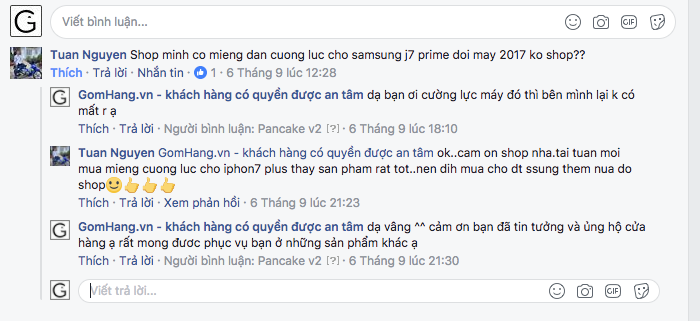 G Viết bình luận...
Tuan Nguyen Shop minh co mieng dan cuong luc cho samsung j7 prime doi may 2017 ko shop??
Thích · Trả lời · Nhắn tin · 1 · 6 Tháng 9 lúc 12:28
G GomHang.vn - khách hàng có quyền được an tâm dạ bạn ơi cường lực máy đó thì bên mình lại k có
mất r ạ
Thích · Trả lời · Người bình luận: Pancake v2 [?] · 6 Tháng 9 lúc 18:10
Tuan Nguyen GomHang.vn - khách hàng có quyền được an tâm ok..cam on shop nha.tai tuan moi
mua mieng cuong luc cho iphon7 plus thay san pham rat tot..nen dih mua cho dt ssung them nua do
shop🙂👍👍👍
Thích · Trả lời · Xem phản hồi · 6 Tháng 9 lúc 21:23
G GomHang.vn - khách hàng có quyền được an tâm dạ vâng ^^ cảm ơn bạn đã tin tưởng và ủng hộ cửa
hàng ạ rất mong đươc phục vụ bạn ở những sản phẩm khác ạ
Thích · Trả lời · Người bình luận: Pancake v2 [?] · 6 Tháng 9 lúc 21:30
G Viết trả lời...